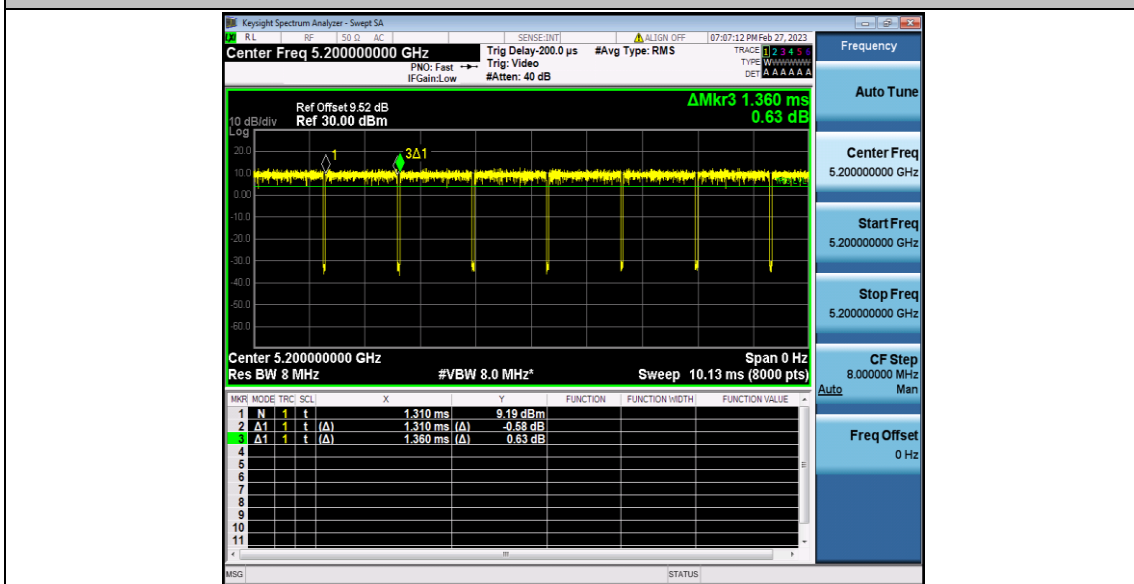 Keysight Spectrum Analyzer - Swept SA
RL RF 50 Ω AC SENSE:INT ALIGN OFF 07:07:12 PM Feb 27, 2023
Center Freq 5.200000000 GHz
Trig Delay-200.0 µs #Avg Type: RMS
TRACE 1 2 3 4 5 6
PNO: Fast Trig: Video
TYPE WWWWWW
IFGain:Low #Atten: 40 dB
DET A A A A A A
Frequency
Auto Tune
Ref Offset 9.52 dB
ΔMkr3 1.360 ms
10 dB/div Ref 30.00 dBm
0.63 dB
Log
20.0
10.0
0.00
-10.0
-20.0
-30.0
-40.0
-50.0
-60.0
1
3Δ1
Center Freq
5.200000000 GHz
Start Freq
5.200000000 GHz
Stop Freq
5.200000000 GHz
Center 5.200000000 GHz Span 0 Hz
Res BW 8 MHz #VBW 8.0 MHz* Sweep 10.13 ms (8000 pts)
CF Step
8.000000 MHz
Auto Man
MKR MODE TRC SCL X Y FUNCTION FUNCTION WIDTH FUNCTION VALUE
1 N 1 t 1.310 ms 9.19 dBm
2 Δ1 1 t (Δ) 1.310 ms (Δ) -0.58 dB
3 Δ1 1 t (Δ) 1.360 ms (Δ) 0.63 dB
4
5
6
7
8
9
10
11
Freq Offset
0 Hz
MSG STATUS